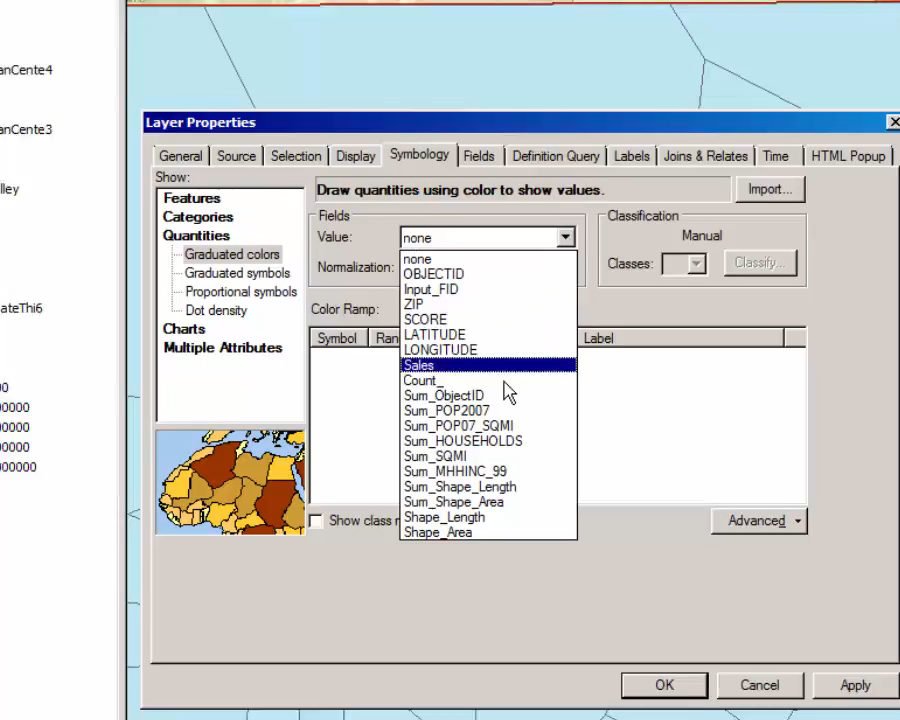 anCente4
anCente3
lley
ateThi6
00
00000
000000
00000
000000
Layer Properties
General Source Selection Display Symbology Fields Definition Query Labels Joins & Relates Time HTML Popup
Show:
Features
Categories
Quantities
Graduated colors
Graduated symbols
Proportional symbols
Dot density
Charts
Multiple Attributes
Draw quantities using color to show values.
Import...
Fields
Value: none
Normalization:
Classification
Manual
Classes:
Classify...
Color Ramp:
Symbol Ran Label
none
OBJECTID
Input_FID
ZIP
SCORE
LATITUDE
LONGITUDE
Sales
Count_
Sum_ObjectID
Sum_POP2007
Sum_POP07_SQMI
Sum_HOUSEHOLDS
Sum_SQMI
Sum_MHHINC_99
Sum_Shape_Length
Sum_Shape_Area
Shape_Length
Shape_Area
Show class r
Advanced
OK Cancel Apply